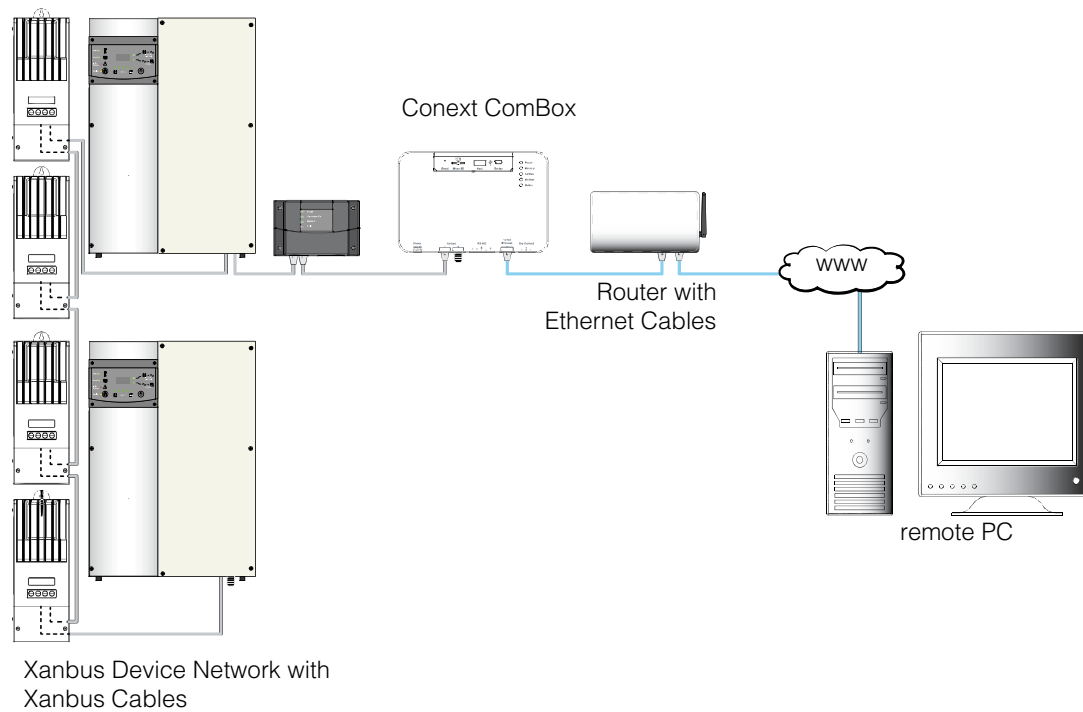 Conext ComBox
Router with
Ethernet Cables
WWW
remote PC
Xanbus Device Network with
Xanbus Cables